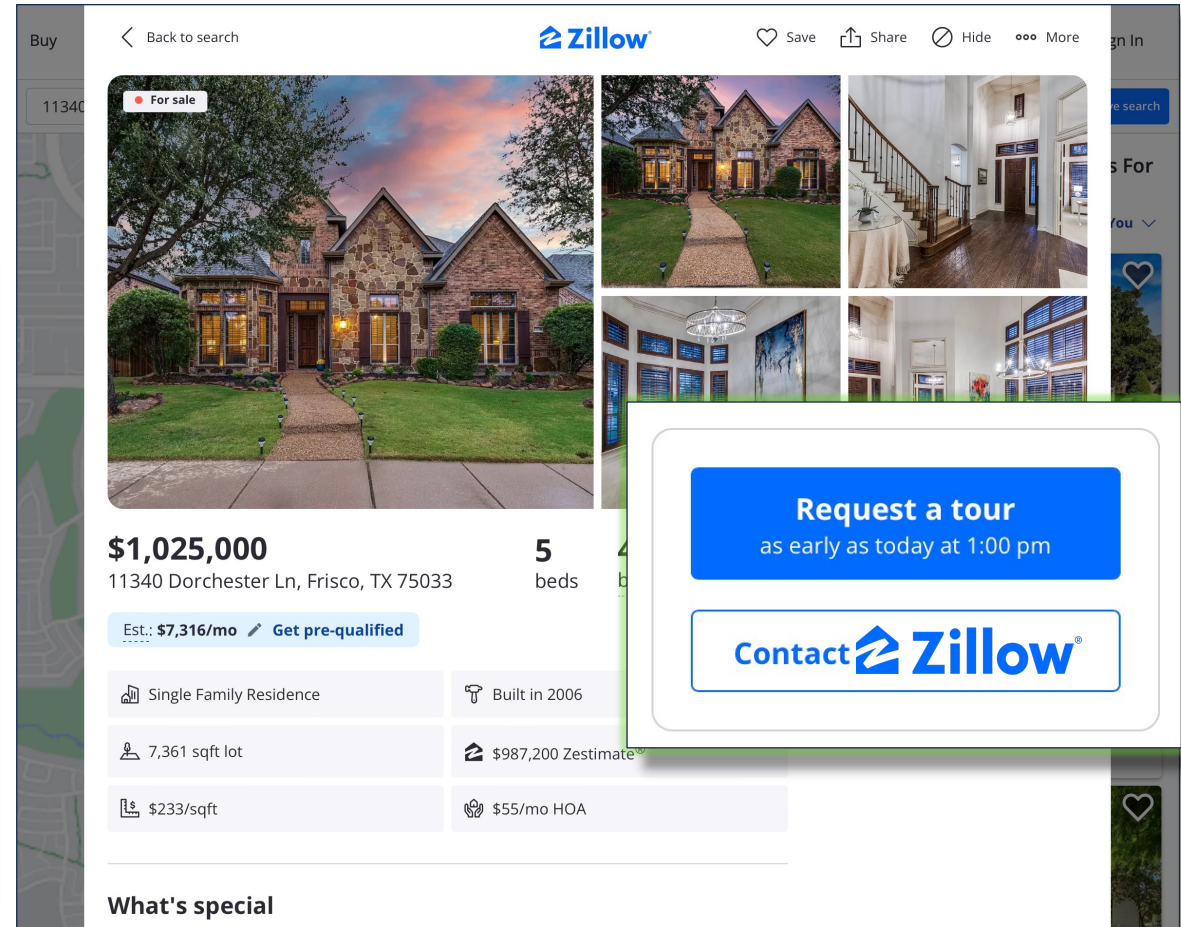 Buy
Back to search
Zillow®
Save
Share
Hide
More
gn In
11340
e search
For sale
s For
You
$1,025,000
11340 Dorchester Ln, Frisco, TX 75033
5
beds
Est.: $7,316/mo
Get pre-qualified
Request a tour
as early as today at 1:00 pm
Contact Zillow®
Single Family Residence
Built in 2006
7,361 sqft lot
$987,200 Zestimate®
$233/sqft
$55/mo HOA
What's special